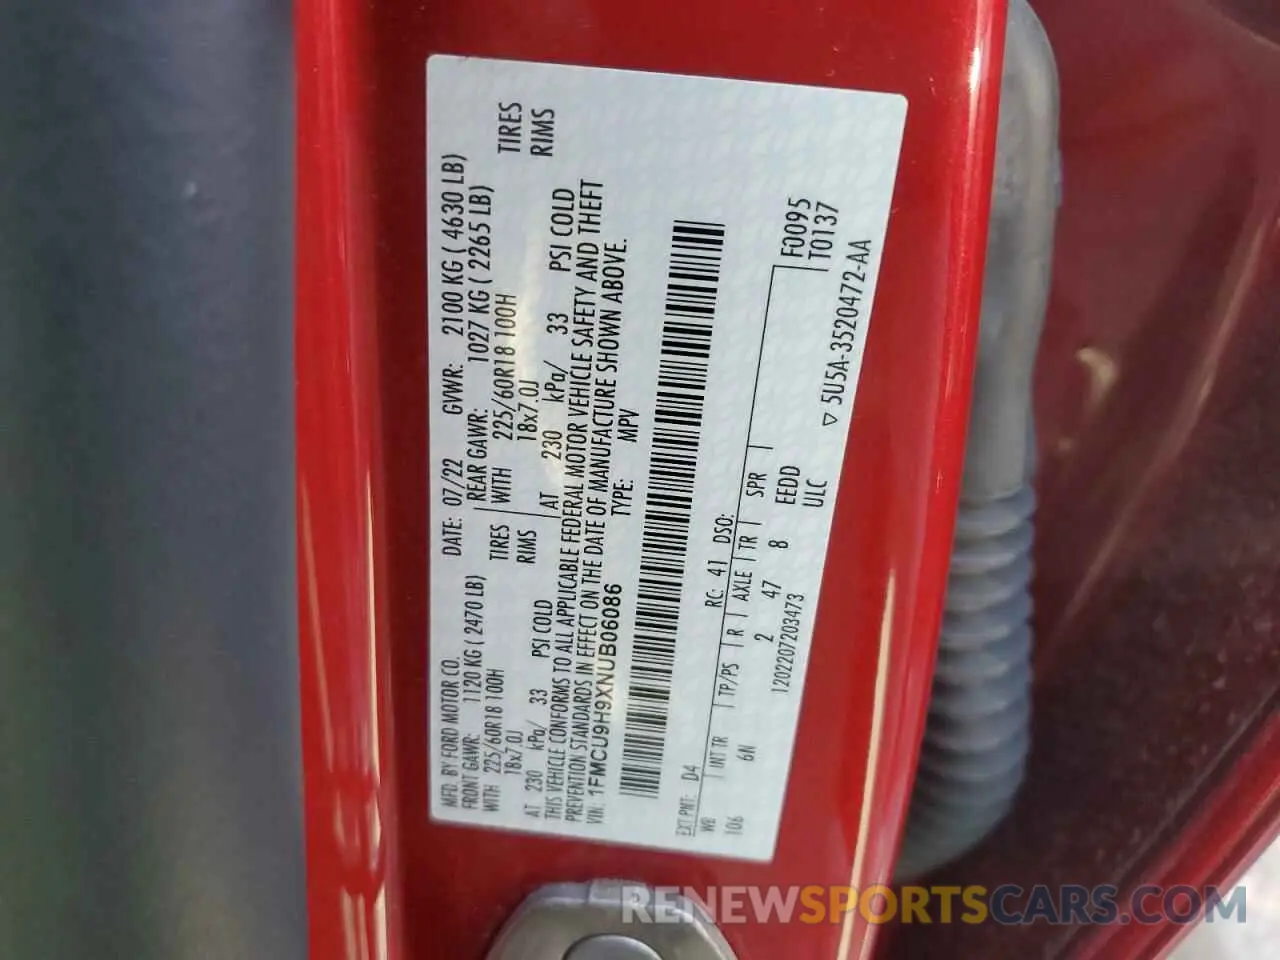 MFD. BY FORD MOTOR CO.
DATE: 07/22 GVWR: 2100 KG ( 4630 LB)
FRONT GAWR: 1120 KG ( 2470 LB)
REAR GAWR: 1027 KG ( 2265 LB)
WITH 225/60R18 100H TIRES
WITH 225/60R18 100H TIRES
18x7.0J RIMS
18x7.0J RIMS
AT 230 kPa/ 33 PSI COLD
AT 230 kPa/ 33 PSI COLD
THIS VEHICLE CONFORMS TO ALL APPLICABLE FEDERAL MOTOR VEHICLE SAFETY AND THEFT
PREVENTION STANDARDS IN EFFECT ON THE DATE OF MANUFACTURE SHOWN ABOVE.
VIN: 1FMCU9H9XNUB06086 TYPE: MPV
EXT PNT: D4 RC: 41 DSO:
WB INT TR TP/PS R AXLE TR SPR
106 6N 2 47 8 EEDD
F0095
T0137
1202207203473 ULC
▽ 5U5A-3520472-AA
RENEWSPORTSCARS.COM